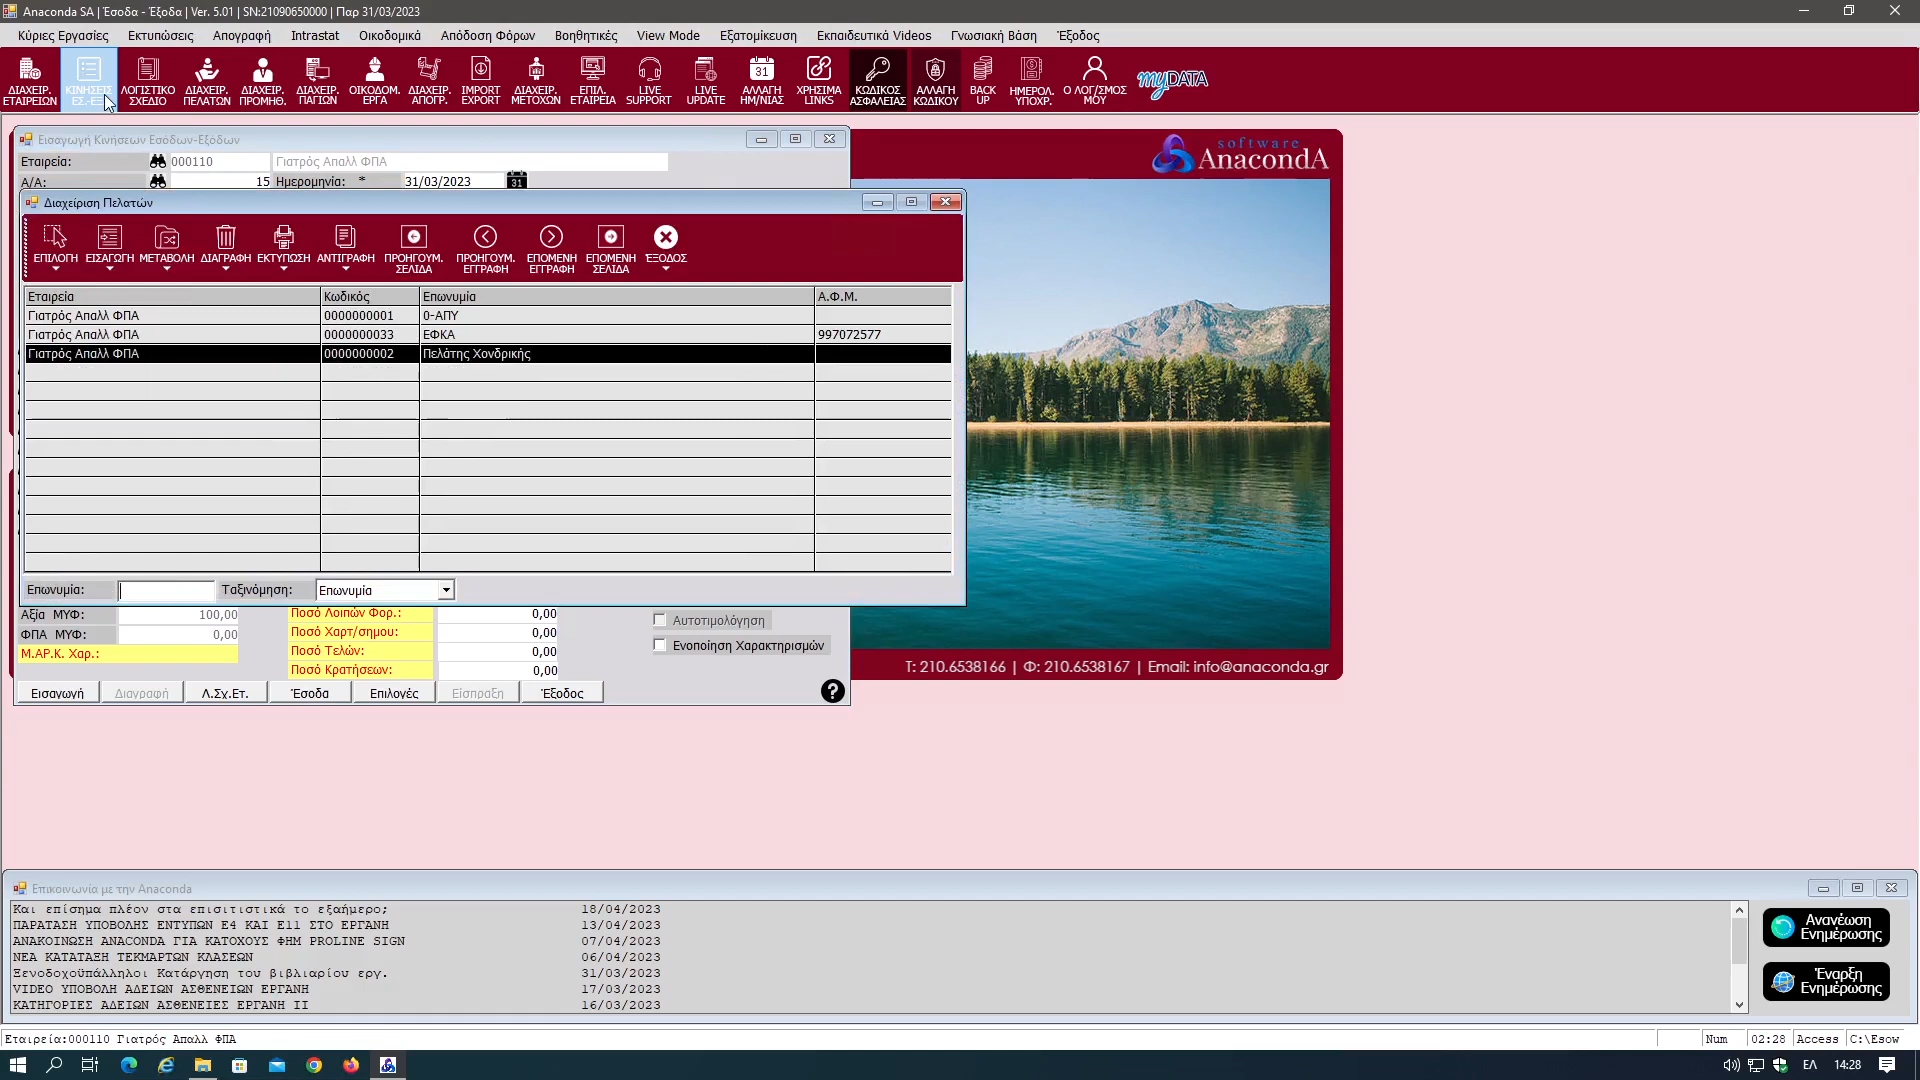 Anaconda SA | Έσοδα - Έξοδα | Ver. 5.01 | SN:21090650000 | Παρ 31/03/2023
Κύριες Εργασίες Εκτυπώσεις Απογραφή Intrastat Οικοδομικά Απόδοση Φόρων Βοηθητικές View Mode Εξατομίκευση Εκπαιδευτικά Videos Γνωσιακή Βάση Έξοδος
ΔΙΑΧΕΙΡ. ΕΤΑΙΡΕΙΩΝ
ΚΙΝΗΣΕΙΣ ΕΣ.-ΕΞ.
ΛΟΓΙΣΤΙΚΟ ΣΧΕΔΙΟ
ΔΙΑΧΕΙΡ. ΠΕΛΑΤΩΝ
ΔΙΑΧΕΙΡ. ΠΡΟΜΗΘ.
ΔΙΑΧΕΙΡ. ΠΑΓΙΩΝ
ΟΙΚΟΔΟΜ. ΕΡΓΑ
ΔΙΑΧΕΙΡ. ΑΠΟΓΡ.
IMPORT EXPORT
ΔΙΑΧΕΙΡ. ΜΕΤΟΧΩΝ
ΕΠΙΛ. ΕΤΑΙΡΕΙΑ
LIVE SUPPORT
LIVE UPDATE
31 ΑΛΛΑΓΗ ΗΜ/ΝΙΑΣ
ΧΡΗΣΙΜΑ LINKS
ΚΩΔΙΚΟΣ ΑΣΦΑΛΕΙΑΣ
ΑΛΛΑΓΗ ΚΩΔΙΚΟΥ
BACK UP
ΗΜΕΡΟΛ. ΥΠΟΧΡ.
Ο ΛΟΓ/ΣΜΟΣ ΜΟΥ
myDATA
Εισαγωγή Κινήσεων Εσόδων-Εξόδων
Εταιρεία: 000110 Γιατρός Απαλλ ΦΠΑ
Α/Α: 15 Ημερομηνία: * 31/03/2023 31
software
AnacondA
Διαχείριση Πελατών
ΕΠΙΛΟΓΗ
ΕΙΣΑΓΩΓΗ
ΜΕΤΑΒΟΛΗ
ΔΙΑΓΡΑΦΗ
ΕΚΤΥΠΩΣΗ
ΑΝΤΙΓΡΑΦΗ
ΠΡΟΗΓΟΥΜ. ΣΕΛΙΔΑ
ΠΡΟΗΓΟΥΜ. ΕΓΓΡΑΦΗ
ΕΠΟΜΕΝΗ ΕΓΓΡΑΦΗ
ΕΠΟΜΕΝΗ ΣΕΛΙΔΑ
ΈΞΟΔΟΣ
Εταιρεία Κωδικός Επωνυμία Α.Φ.Μ.
Γιατρός Απαλλ ΦΠΑ 0000000001 0-ΑΠΥ
Γιατρός Απαλλ ΦΠΑ 0000000033 ΕΦΚΑ 997072577
Γιατρός Απαλλ ΦΠΑ 0000000002 Πελάτης Χονδρικής
Επωνυμία: Ταξινόμηση: Επωνυμία
Αξία ΜΥΦ: 100,00 Ποσό Λοιπών Φορ.: 0,00 Αυτοτιμολόγηση
ΦΠΑ ΜΥΦ: 0,00 Ποσό Χαρτ/σημου: 0,00
Μ.ΑΡ.Κ. Χαρ.: Ποσό Τελών: 0,00 Ενοποίηση Χαρακτηρισμών
Ποσό Κρατήσεων: 0,00
T: 210.6538166 | Φ: 210.6538167 | Email: info@anaconda.gr
Εισαγωγή Διαγραφή Λ.Σχ.Ετ. Έσοδα Επιλογές Είσπραξη Έξοδος ?
Επικοινωνία με την Anaconda
Και επίσημα πλέον στα επισιτιστικά το εξαήμερο; 18/04/2023
ΠΑΡΑΤΑΣΗ ΥΠΟΒΟΛΗΣ ΕΝΤΥΠΩΝ Ε4 ΚΑΙ Ε11 ΣΤΟ ΕΡΓΑΝΗ 13/04/2023
ΑΝΑΚΟΙΝΩΣΗ ANACONDA ΓΙΑ ΚΑΤΟΧΟΥΣ ΦΗΜ PROLINE SIGN 07/04/2023
ΝΕΑ ΚΑΤΑΤΑΞΗ ΤΕΚΜΑΡΤΩΝ ΚΛΑΣΕΩΝ 06/04/2023
Ξενοδοχοϋπάλληλοι Κατάργηση του βιβλιαρίου εργ. 31/03/2023
VIDEO ΥΠΟΒΟΛΗ ΑΔΕΙΩΝ ΑΣΘΕΝΕΙΩΝ ΕΡΓΑΝΗ 17/03/2023
ΚΑΤΗΓΟΡΙΕΣ ΑΔΕΙΩΝ ΑΣΘΕΝΕΙΕΣ ΕΡΓΑΝΗ ΙΙ 16/03/2023
Ανανέωση Ενημέρωσης
Έναρξη Ενημέρωσης
Εταιρεία:000110 Γιατρός Απαλλ ΦΠΑ Num 02:28 Access C:\Esow
ΕΛ 14:28